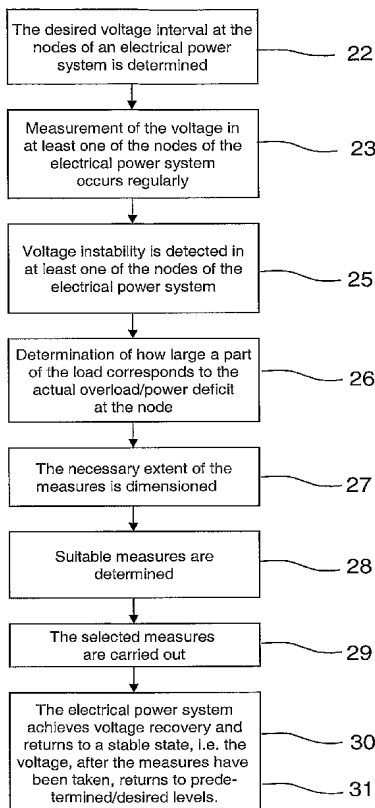 The desired voltage interval at the
nodes of an electrical power
system is determined
22
Measurement of the voltage in
at least one of the nodes of the
electrical power system
occurs regularly
23
Voltage instability is detected in
at least one of the nodes of the
electrical power system
25
Determination of how large a part
of the load corresponds to the
actual overload/power deficit
at the node
26
The necessary extent of the
measures is dimensioned
27
Suitable measures are
determined
28
The selected measures
are carried out
29
The electrical power system
achieves voltage recovery and
returns to a stable state, i.e. the
voltage, after the measures have
been taken, returns to prede-
termined/desired levels.
30
31